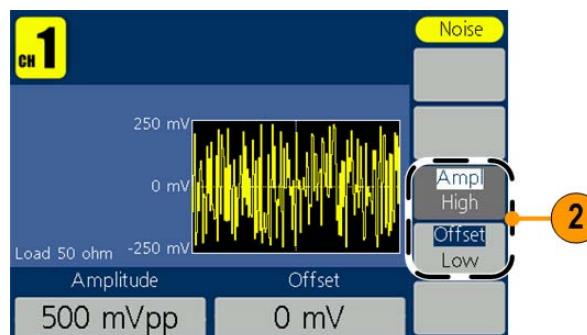 CH 1
Noise
250 mV
0 mV
-250 mV
Load 50 ohm
Ampl
High
Offset
Low
2
Amplitude
Offset
500 mVpp
0 mV